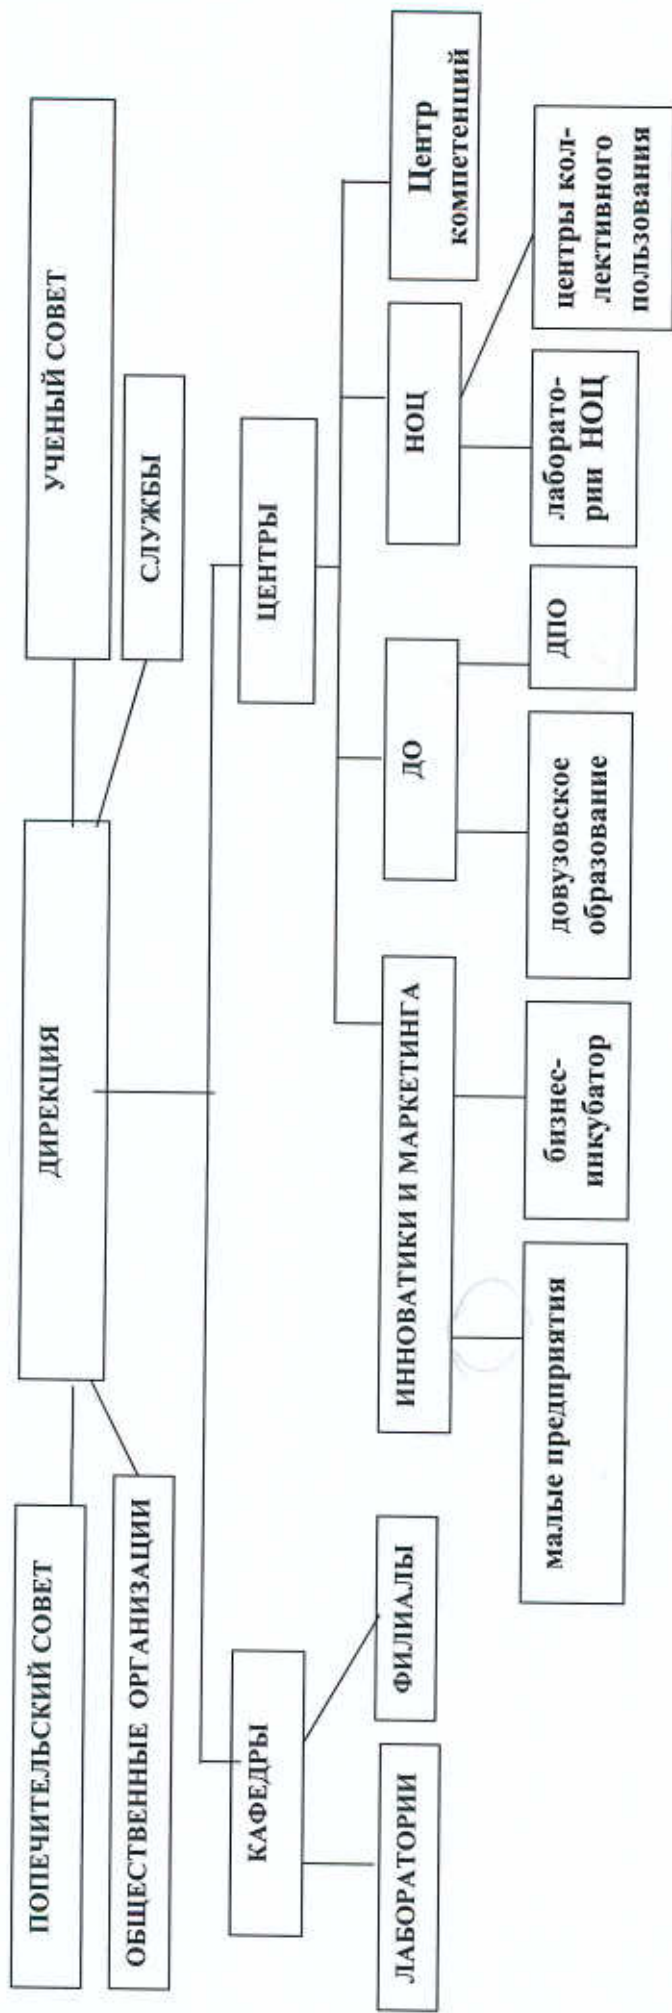 ПОПЕЧИТЕЛЬСКИЙ СОВЕТ
ДИРЕКЦИЯ
УЧЕНЫЙ СОВЕТ
ОБЩЕСТВЕННЫЕ ОРГАНИЗАЦИИ
СЛУЖБЫ
КАФЕДРЫ
ЦЕНТРЫ
ЛАБОРАТОРИИ
ФИЛИАЛЫ
ИННОВАТИКИ И МАРКЕТИНГА
ДО
НОЦ
Центр
компетенций
малые предприятия
бизнес-
инкубатор
довузовское
образование
ДПО
лаборато-
рии НОЦ
центры кол-
лективного
пользования